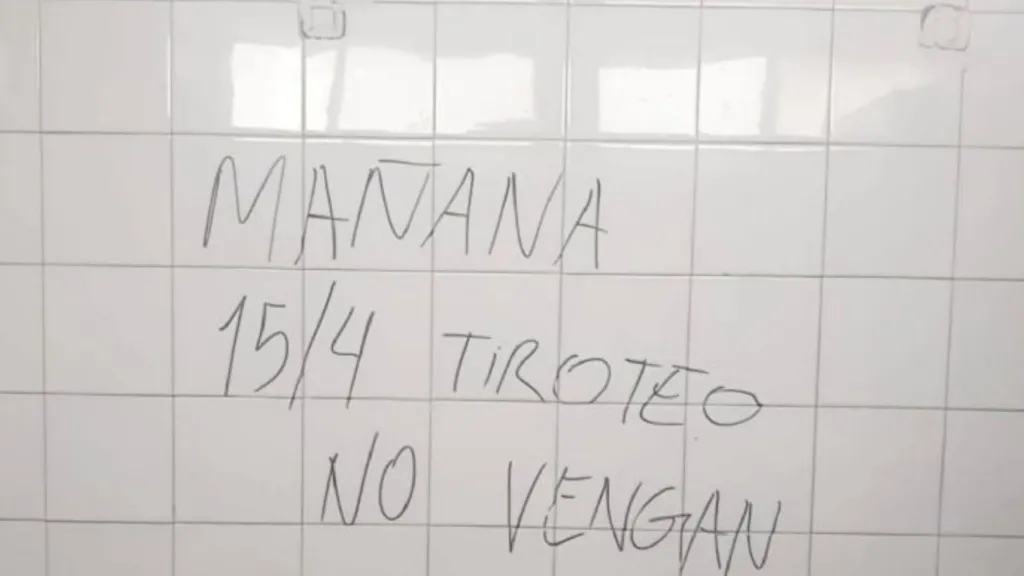 MAÑANA
15/4 TiROTEO
NO VENGAN